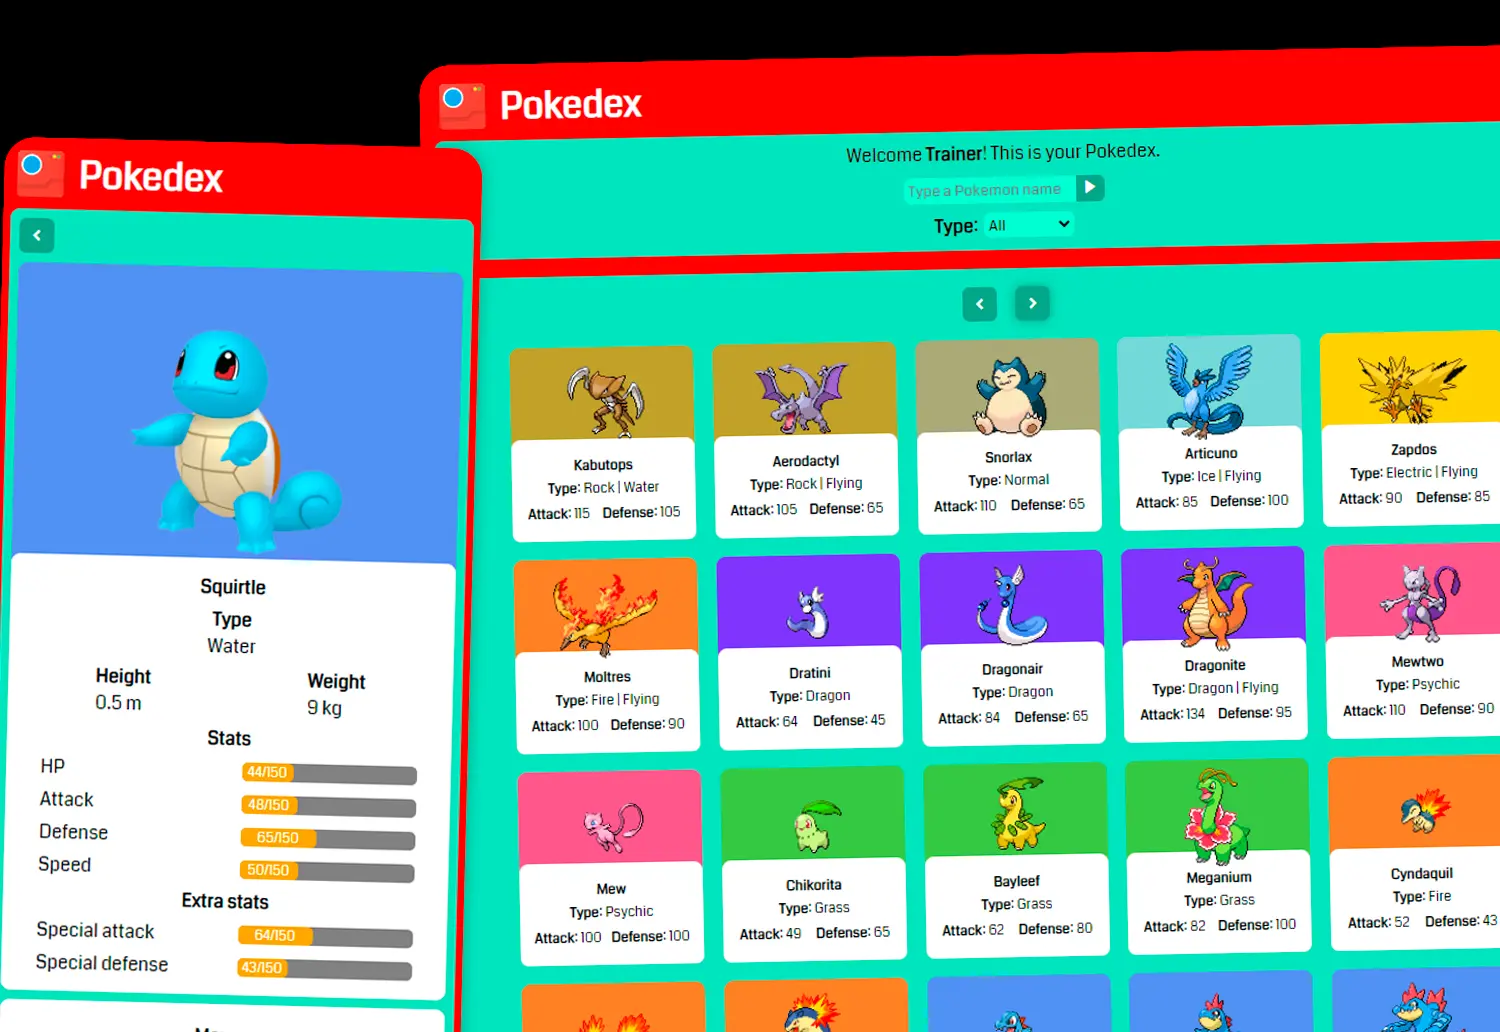 Pokedex
Squirtle
Type
Water
Height
0.5 m
Weight
9 kg
Stats
HP
44/150
Attack
48/150
Defense
65/150
Speed
50/150
Extra stats
Special attack
64/150
Special defense
43/150
Pokedex
Welcome Trainer! This is your Pokedex.
Type a Pokemon name
Type: All
Kabutops
Type: Rock | Water
Attack: 115 Defense: 105
Aerodactyl
Type: Rock | Flying
Attack: 105 Defense: 65
Snorlax
Type: Normal
Attack: 110 Defense: 65
Articuno
Type: Ice | Flying
Attack: 85 Defense: 100
Zapdos
Type: Electric | Flying
Attack: 90 Defense: 85
Moltres
Type: Fire | Flying
Attack: 100 Defense: 90
Dratini
Type: Dragon
Attack: 64 Defense: 45
Dragonair
Type: Dragon
Attack: 84 Defense: 65
Dragonite
Type: Dragon | Flying
Attack: 134 Defense: 95
Mewtwo
Type: Psychic
Attack: 110 Defense: 90
Mew
Type: Psychic
Attack: 100 Defense: 100
Chikorita
Type: Grass
Attack: 49 Defense: 65
Bayleef
Type: Grass
Attack: 62 Defense: 80
Meganium
Type: Grass
Attack: 82 Defense: 100
Cyndaquil
Type: Fire
Attack: 52 Defense: 43